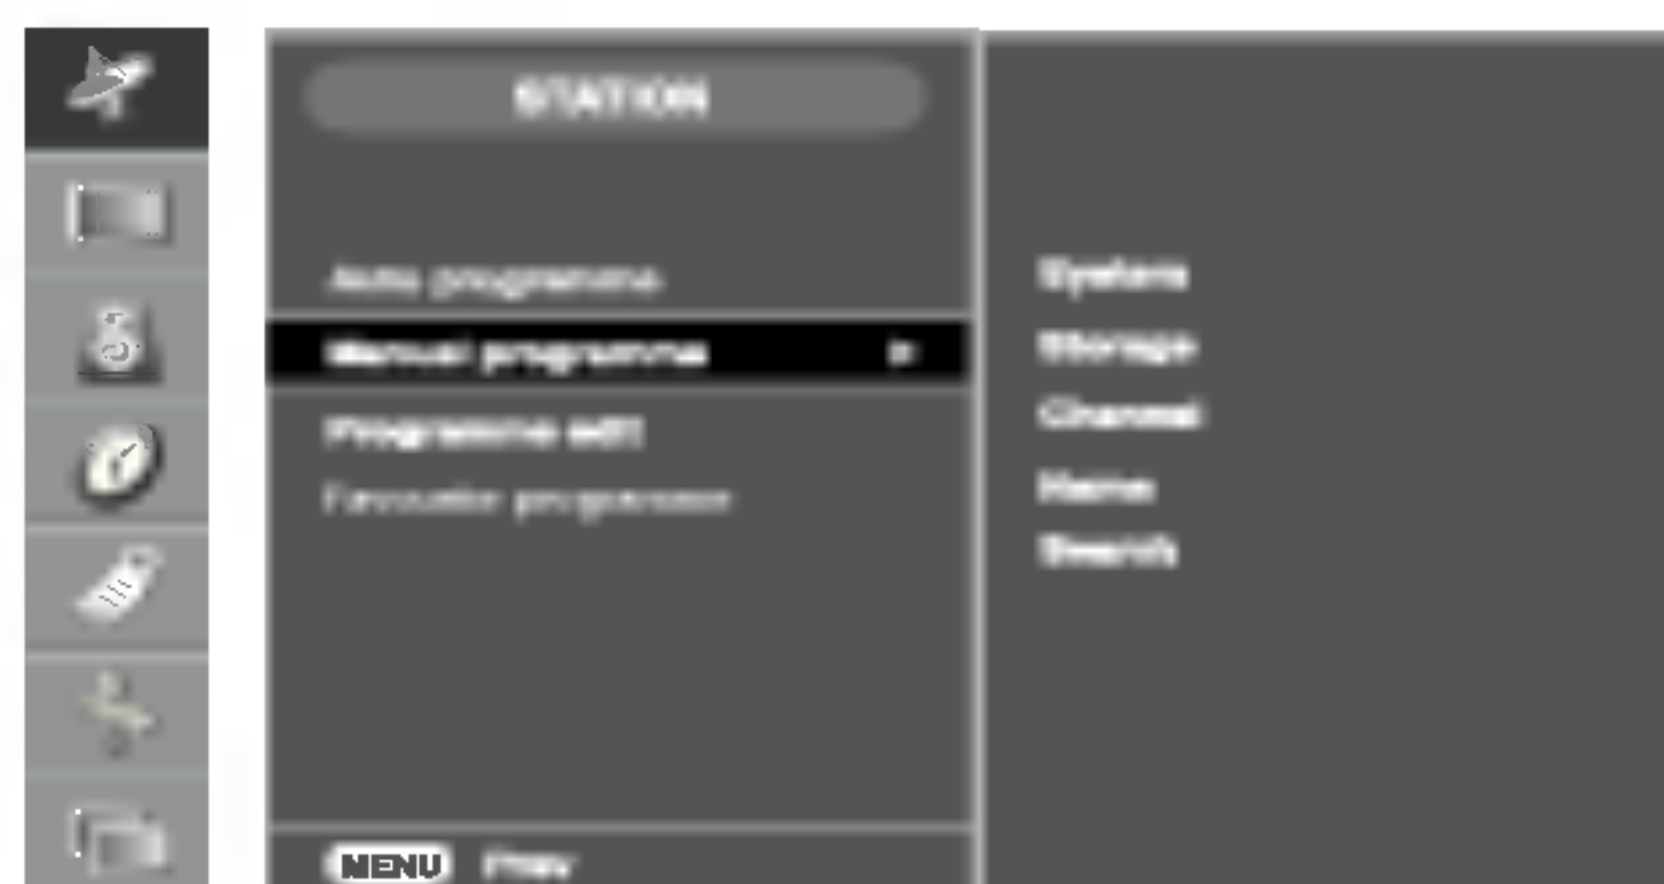 STATION
Auto programme
Manual programme
Programme edit
Favourite programme
System
Storage
Channel
Name
Search
MENU Prev